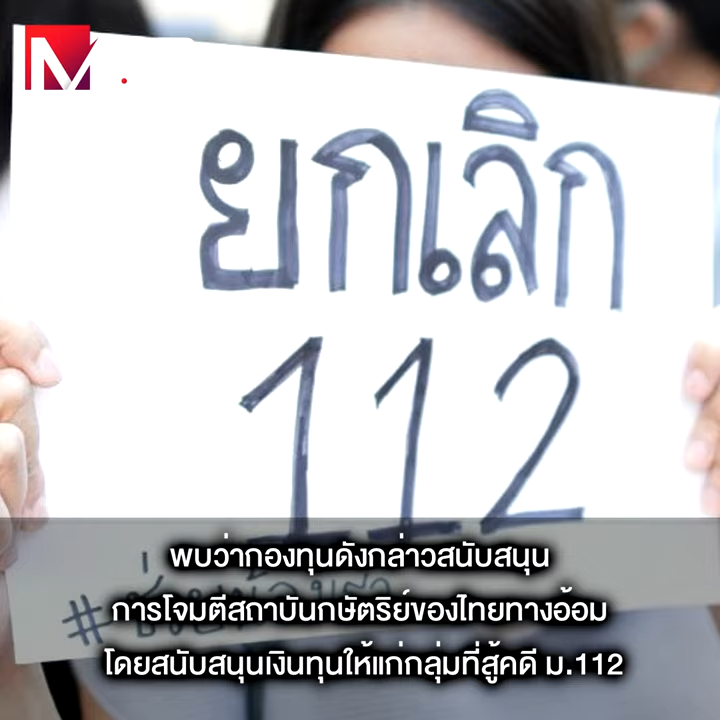 M.
ยกเลิก
112
พบว่ากองทุนดังกล่าวสนับสนุน
การโจมตีสถาบันกษัตริย์ของไทยทางอ้อม
โดยสนับสนุนเงินทุนให้แก่กลุ่มที่สู้คดี ม.112